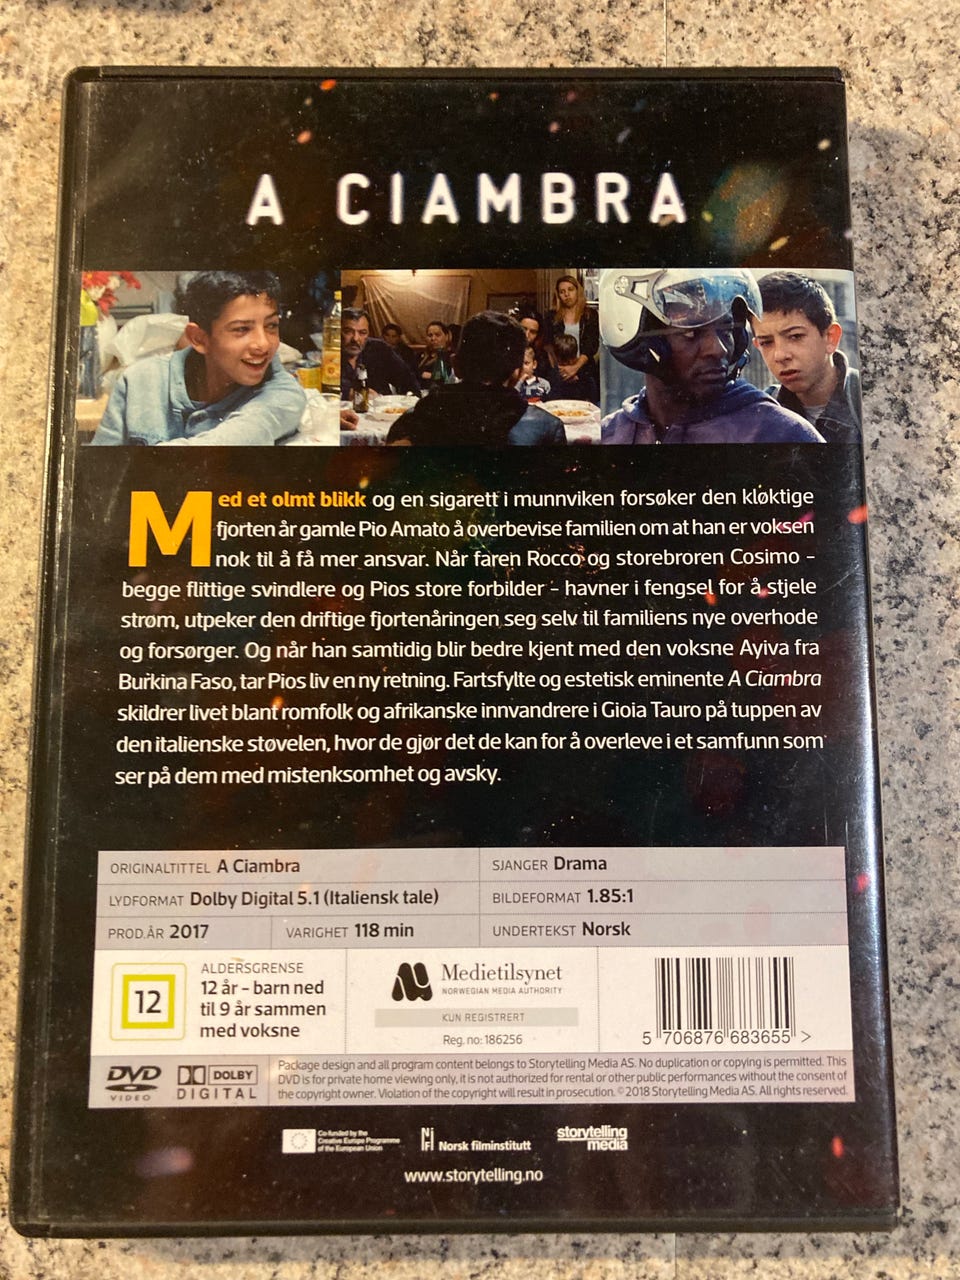 A CIAMBRA
Med et olmt blikk og en sigarett i munnviken forsøker den kløktige
fjorten år gamle Pio Amato å overbevise familien om at han er voksen
nok til å få mer ansvar. Når faren Rocco og storebroren Cosimo –
begge flittige svindlere og Pios store forbilder – havner i fengsel for å stjele
strøm, utpeker den driftige fjortenåringen seg selv til familiens nye overhode
og forsørger. Og når han samtidig blir bedre kjent med den voksne Ayiva fra
Burkina Faso, tar Pios liv en ny retning. Fartsfylte og estetisk eminente A Ciambra
skildrer livet blant romfolk og afrikanske innvandrere i Gioia Tauro på tuppen av
den italienske støvelen, hvor de gjør det de kan for å overleve i et samfunn som
ser på dem med mistenksomhet og avsky.
ORIGINALTITTEL A Ciambra
SJANGER Drama
LYDFORMAT Dolby Digital 5.1 (Italiensk tale)
BILDEFORMAT 1.85:1
PROD.ÅR 2017
VARIGHET 118 min
UNDERTEKST Norsk
12
ALDERSGRENSE
12 år – barn ned
til 9 år sammen
med voksne
Medietilsynet
NORWEGIAN MEDIA AUTHORITY
KUN REGISTRERT
Reg. no: 186256
5 706876 683655 >
DVD
VIDEO
DOLBY
DIGITAL
Package design and all program content belongs to Storytelling Media AS. No duplication or copying is permitted. This
DVD is for private home viewing only, it is not authorized for rental or other public performances without the consent of
the copyright owner. Violation of the copyright will result in prosecution. ©2018 Storytelling Media AS. All rights reserved.
Co-funded by the
Creative Europe Programme
of the European Union
NFI
Norsk filminstitutt
storytelling
media
www.storytelling.no